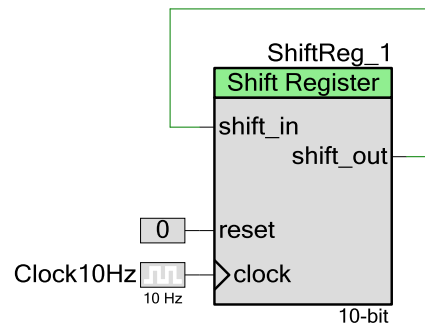 ShiftReg_1
Shift Register
shift_in
shift_out
0
reset
Clock10Hz
clock
10 Hz
10-bit